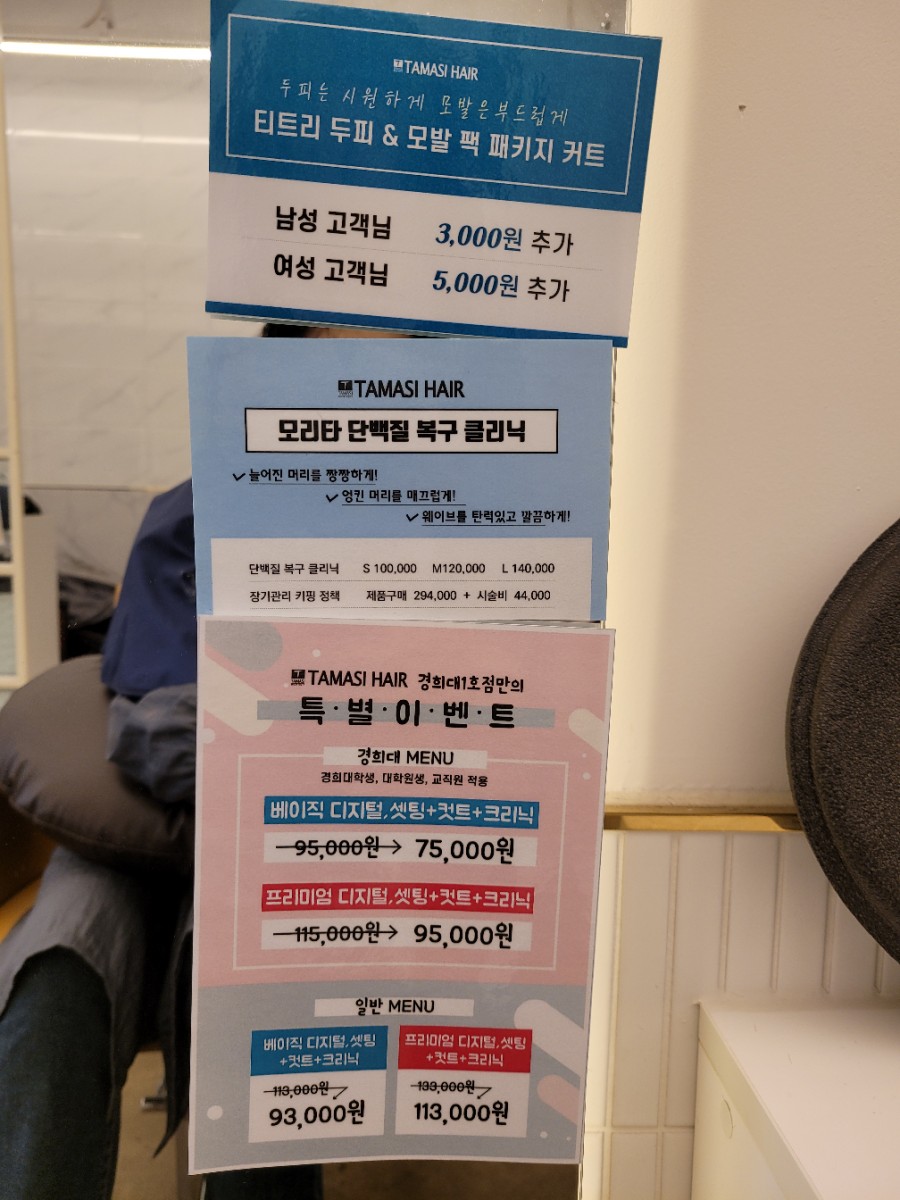 TAMASI HAIR
두피는 시원하게 모발은부드럽게
티트리 두피 & 모발 팩 패키지 커트
남성 고객님 3,000원 추가
여성 고객님 5,000원 추가
TAMASI HAIR
모리타 단백질 복구 클리닉
늘어진 머리를 짱짱하게!
엉킨 머리를 매끄럽게!
웨이브를 탄력있고 깔끔하게!
단백질 복구 클리닉 S 100,000 M120,000 L 140,000
장기관리 키핑 정책 제품구매 294,000 + 시술비 44,000
TAMASI HAIR 경희대1호점만의
특·별·이·벤·트
경희대 MENU
경희대학생, 대학원생, 교직원 적용
베이직 디지털,셋팅+컷트+크리닉
95,000원→ 75,000원
프리미엄 디지털,셋팅+컷트+크리닉
115,000원→ 95,000원
일반 MENU
베이직 디지털,셋팅
+컷트+크리닉
113,000원
93,000원
프리미엄 디지털,셋팅
+컷트+크리닉
133,000원
113,000원